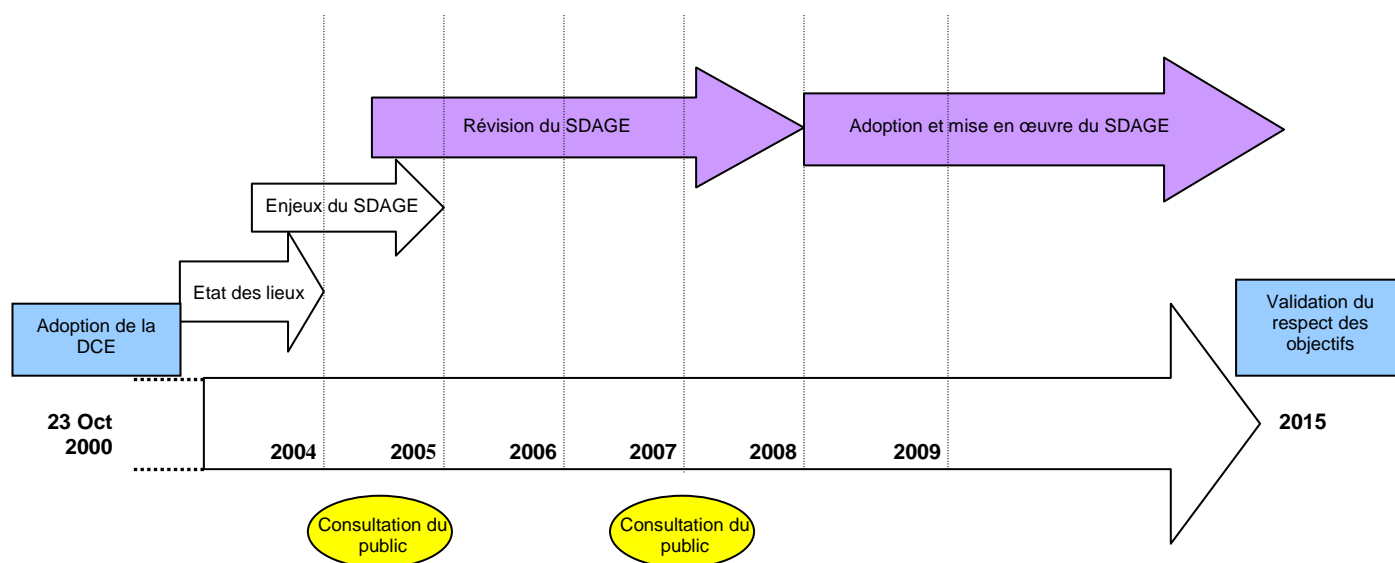 Révision du SDAGE
Adoption et mise en œuvre du SDAGE
Enjeux du SDAGE
Etat des lieux
Adoption de la
DCE
Validation du
respect des
objectifs
23 Oct
2000
2004
2005
2006
2007
2008
2009
2015
Consultation du
public
Consultation du
public